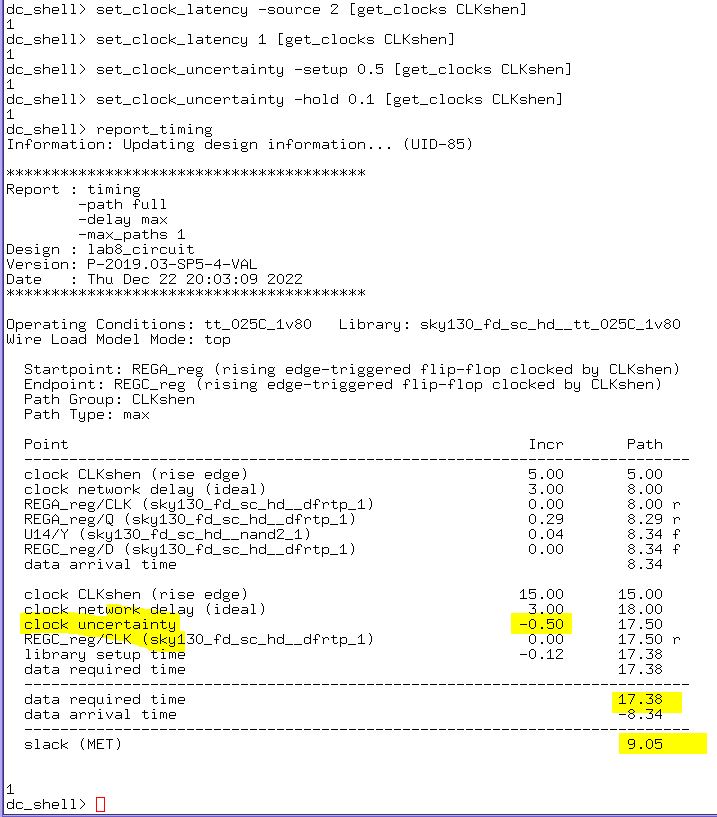 dc_shell> set_clock_latency -source 2 [get_clocks CLKshen]
1
dc_shell> set_clock_latency 1 [get_clocks CLKshen]
1
dc_shell> set_clock_uncertainty -setup 0.5 [get_clocks CLKshen]
1
dc_shell> set_clock_uncertainty -hold 0.1 [get_clocks CLKshen]
1
dc_shell> report_timing
Information: Updating design information... (UID-85)
****************************************
Report : timing
-path full
-delay max
-max_paths 1
Design : lab8_circuit
Version: P-2019.03-SP5-4-VAL
Date   : Thu Dec 22 20:03:09 2022
****************************************
Operating Conditions: tt_025C_1v80   Library: sky130_fd_sc_hd__tt_025C_1v80
Wire Load Model Mode: top
Startpoint: REGA_reg (rising edge-triggered flip-flop clocked by CLKshen)
Endpoint: REGC_reg (rising edge-triggered flip-flop clocked by CLKshen)
Path Group: CLKshen
Path Type: max
Point Incr Path
--------------------------------------------------------------------------
clock CLKshen (rise edge) 5.00 5.00
clock network delay (ideal) 3.00 8.00
REGA_reg/CLK (sky130_fd_sc_hd__dfrtp_1) 0.00 8.00 r
REGA_reg/Q (sky130_fd_sc_hd__dfrtp_1) 0.29 8.29 r
U14/Y (sky130_fd_sc_hd__nand2_1) 0.04 8.34 f
REGC_reg/D (sky130_fd_sc_hd__dfrtp_1) 0.00 8.34 f
data arrival time 8.34
clock CLKshen (rise edge) 15.00 15.00
clock network delay (ideal) 3.00 18.00
clock uncertainty -0.50 17.50
REGC_reg/CLK (sky130_fd_sc_hd__dfrtp_1) 0.00 17.50 r
library setup time -0.12 17.38
data required time 17.38
--------------------------------------------------------------------------
data required time 17.38
data arrival time -8.34
--------------------------------------------------------------------------
slack (MET) 9.05
1
dc_shell>